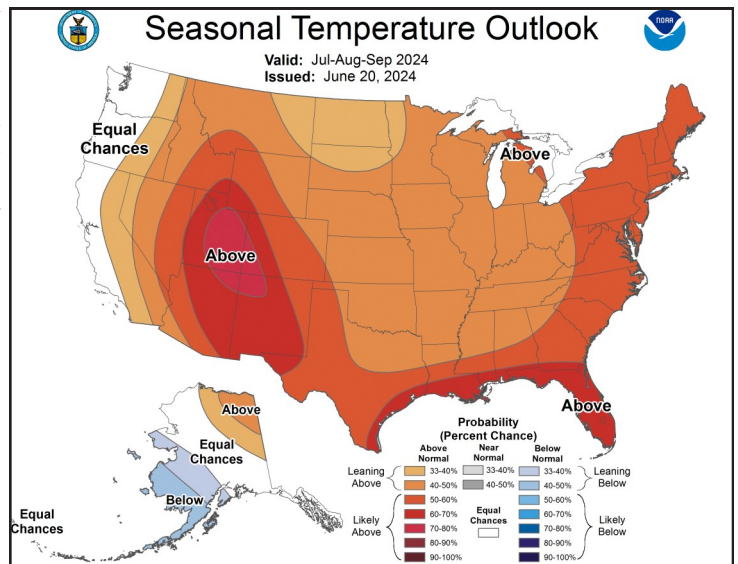 Seasonal Temperature Outlook
NOAA
Valid: Jul-Aug-Sep 2024
Issued: June 20, 2024
Equal
Chances
Above
Above
Above
Above
Equal
Chances
Below
Equal
Chances
Probability
(Percent Chance)
Above
Normal
Near
Normal
Below
Normal
Leaning
Above
33-40%
33-40%
33-40%
Leaning
Below
40-50%
40-50%
40-50%
Likely
Above
50-60%
50-60%
Likely
Below
60-70%
Equal
Chances
60-70%
70-80%
70-80%
80-90%
80-90%
90-100%
90-100%